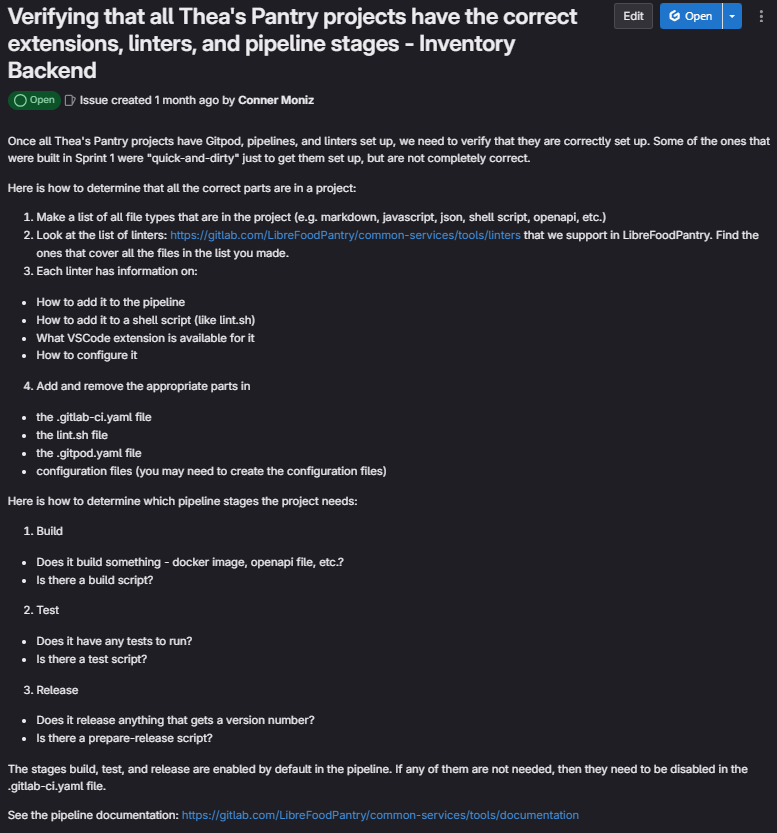 Verifying that all Thea's Pantry projects have the correct
extensions, linters, and pipeline stages - Inventory
Backend
Edit
Open
Open
Issue created 1 month ago by Conner Moniz
Once all Thea's Pantry projects have Gitpod, pipelines, and linters set up, we need to verify that they are correctly set up. Some of the ones that
were built in Sprint 1 were "quick-and-dirty" just to get them set up, but are not completely correct.
Here is how to determine that all the correct parts are in a project:
1. Make a list of all file types that are in the project (e.g. markdown, javascript, json, shell script, openapi, etc.)
2. Look at the list of linters: https://gitlab.com/LibreFoodPantry/common-services/tools/linters that we support in LibreFoodPantry. Find the
ones that cover all the files in the list you made.
3. Each linter has information on:
• How to add it to the pipeline
• How to add it to a shell script (like lint.sh)
• What VSCode extension is available for it
• How to configure it
4. Add and remove the appropriate parts in
• the .gitlab-ci.yaml file
• the lint.sh file
• the .gitpod.yaml file
• configuration files (you may need to create the configuration files)
Here is how to determine which pipeline stages the project needs:
1. Build
• Does it build something - docker image, openapi file, etc.?
• Is there a build script?
2. Test
• Does it have any tests to run?
• Is there a test script?
3. Release
• Does it release anything that gets a version number?
• Is there a prepare-release script?
The stages build, test, and release are enabled by default in the pipeline. If any of them are not needed, then they need to be disabled in the
.gitlab-ci.yaml file.
See the pipeline documentation: https://gitlab.com/LibreFoodPantry/common-services/tools/documentation